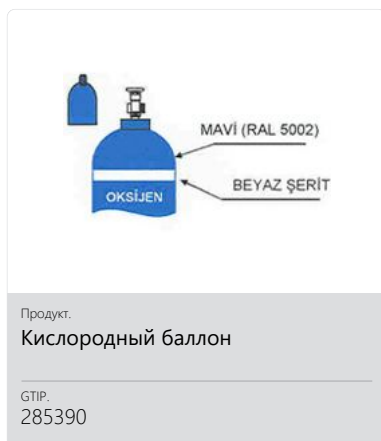 MAVİ (RAL 5002)
BEYAZ ŞERİT
OKSİJEN
Продукт.
Кислородный баллон
GTIP.
285390